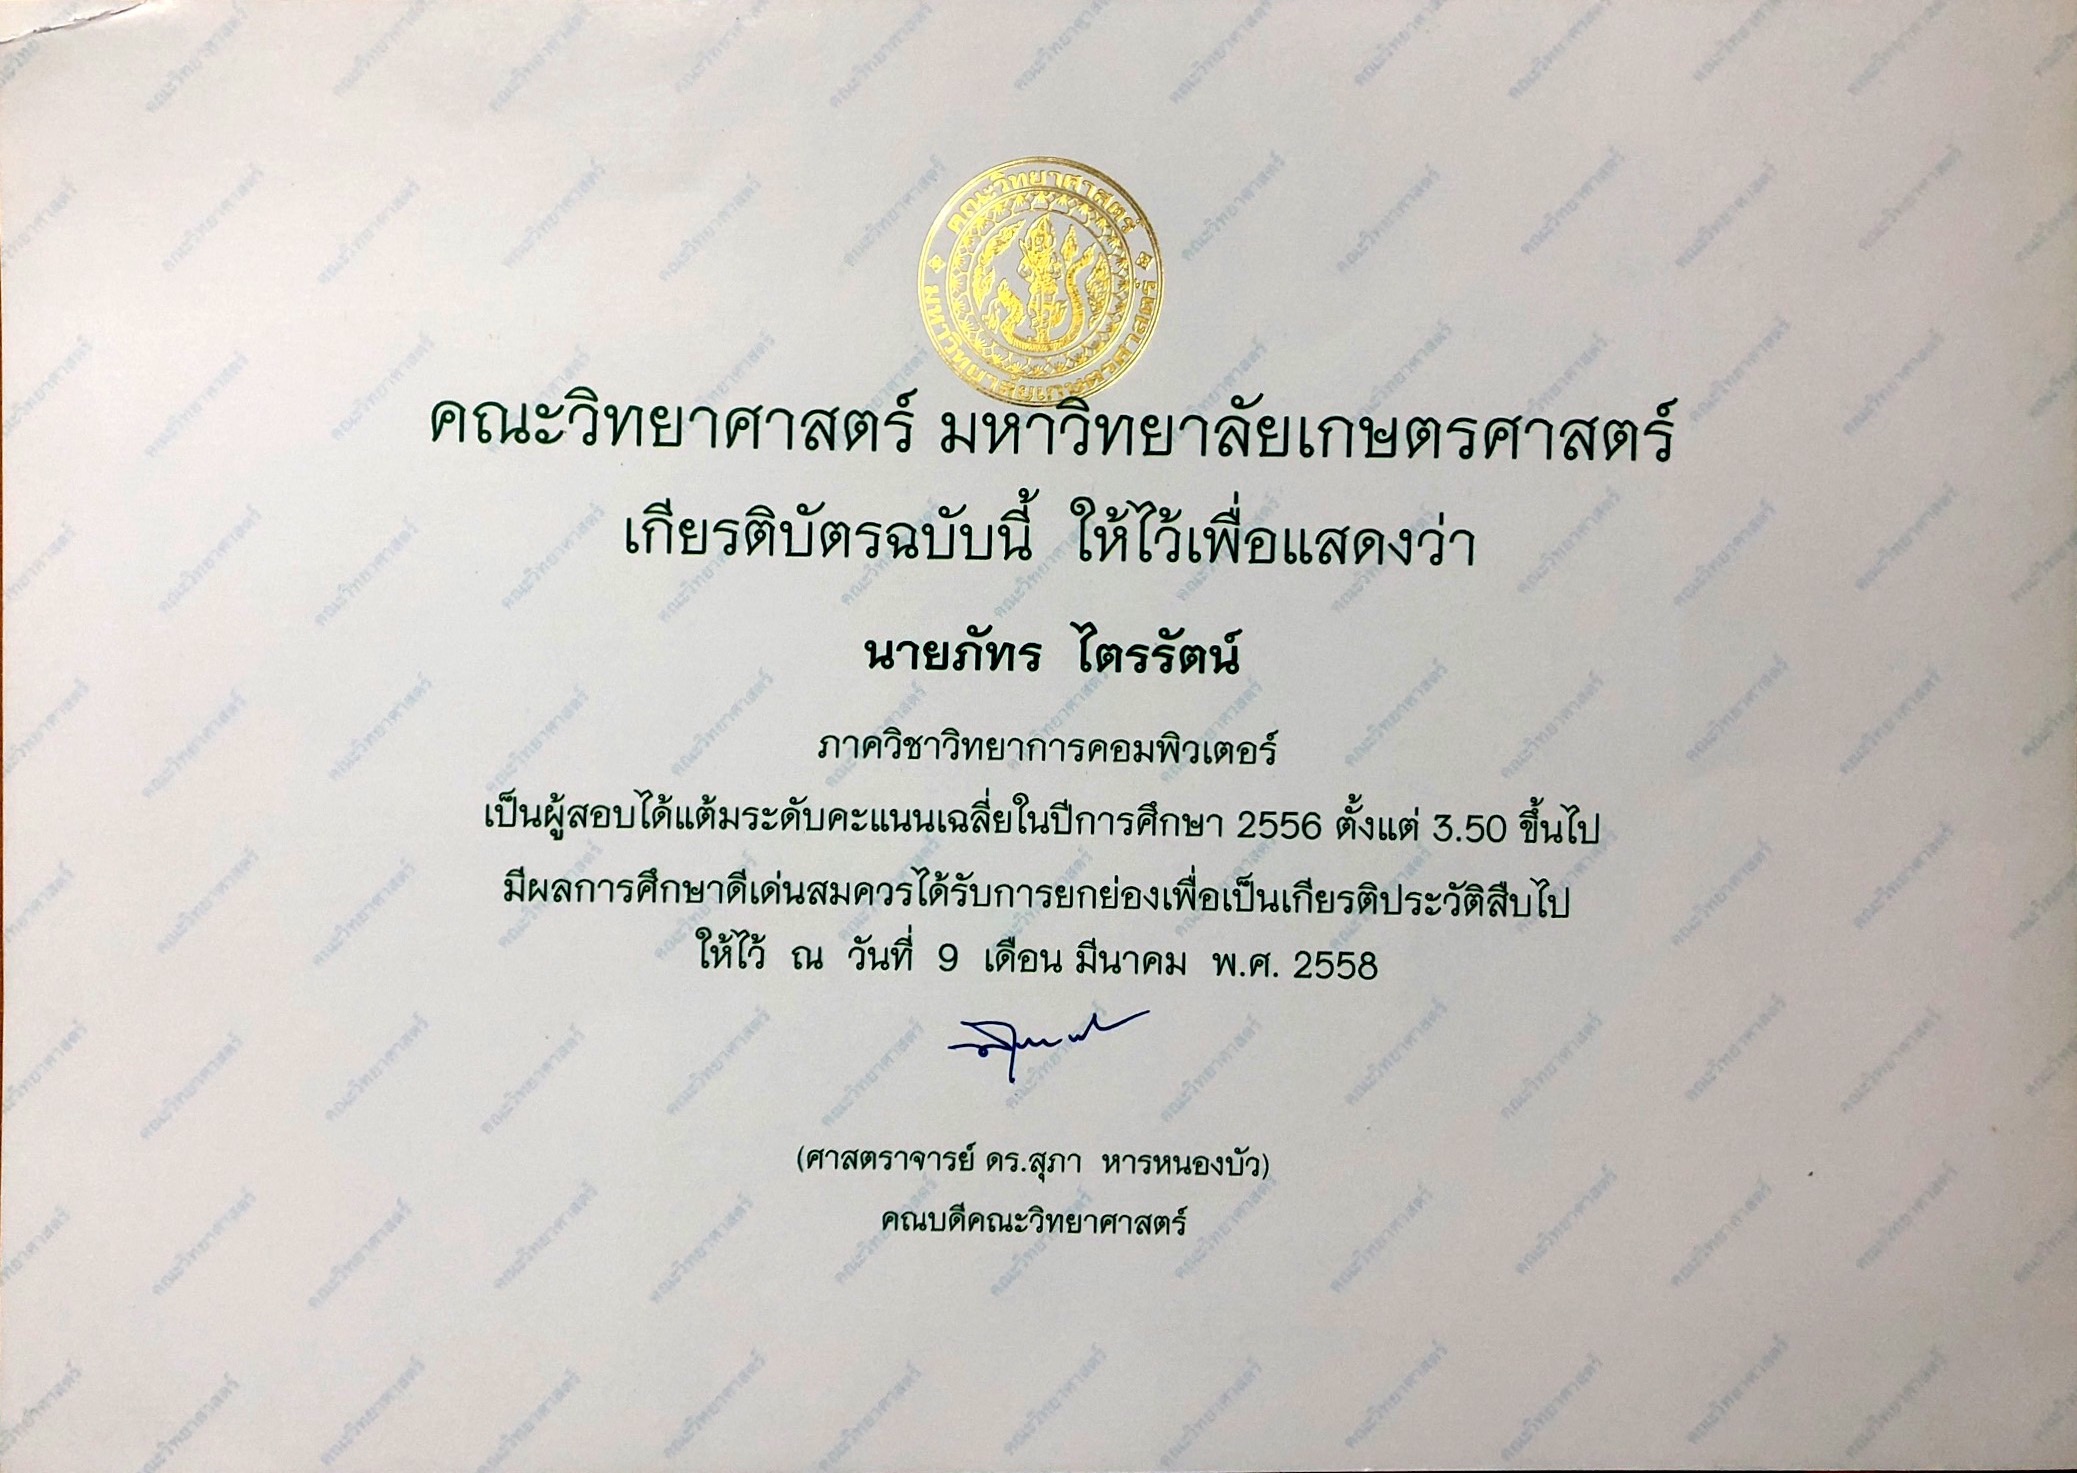 คณะวิทยาศาสตร์
มหาวิทยาลัยเกษตรศาสตร์
คณะวิทยาศาสตร์ มหาวิทยาลัยเกษตรศาสตร์
เกียรติบัตรฉบับนี้ ให้ไว้เพื่อแสดงว่า
นายภัทร ไตรรัตน์
ภาควิชาวิทยาการคอมพิวเตอร์
เป็นผู้สอบได้แต้มระดับคะแนนเฉลี่ยในปีการศึกษา 2556 ตั้งแต่ 3.50 ขึ้นไป
มีผลการศึกษาดีเด่นสมควรได้รับการยกย่องเพื่อเป็นเกียรติประวัติสืบไป
ให้ไว้ ณ วันที่ 9 เดือน มีนาคม พ.ศ. 2558
(ศาสตราจารย์ ดร.สุภา หารหนองบัว)
คณบดีคณะวิทยาศาสตร์